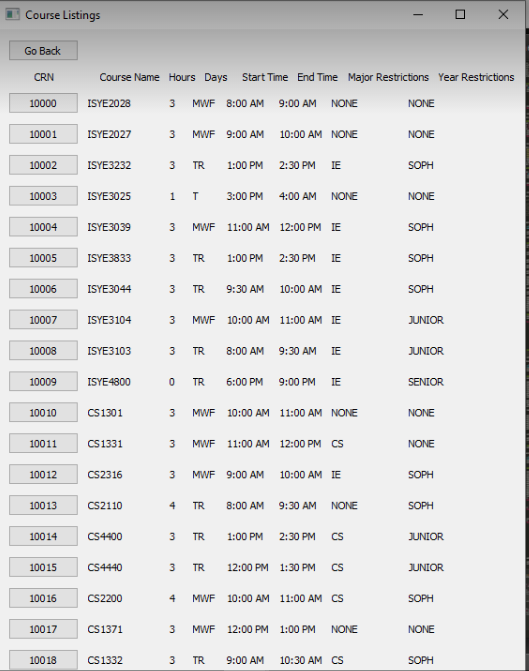 Course Listings
Go Back
CRN Course Name Hours Days Start Time End Time Major Restrictions Year Restrictions
10000 ISYE2028 3 MWF 8:00 AM 9:00 AM NONE NONE
10001 ISYE2027 3 MWF 9:00 AM 10:00 AM NONE NONE
10002 ISYE3232 3 TR 1:00 PM 2:30 PM IE SOPH
10003 ISYE3025 1 T 3:00 PM 4:00 AM NONE NONE
10004 ISYE3039 3 MWF 11:00 AM 12:00 PM IE SOPH
10005 ISYE3833 3 TR 1:00 PM 2:30 PM IE SOPH
10006 ISYE3044 3 TR 9:30 AM 10:00 AM IE SOPH
10007 ISYE3104 3 MWF 10:00 AM 11:00 AM IE JUNIOR
10008 ISYE3103 3 TR 8:00 AM 9:30 AM IE JUNIOR
10009 ISYE4800 0 TR 6:00 PM 9:00 PM IE SENIOR
10010 CS1301 3 MWF 10:00 AM 11:00 AM NONE NONE
10011 CS1331 3 MWF 11:00 AM 12:00 PM CS NONE
10012 CS2316 3 MWF 9:00 AM 10:00 AM IE SOPH
10013 CS2110 4 TR 8:00 AM 9:30 AM NONE SOPH
10014 CS4400 3 TR 1:00 PM 2:30 PM CS JUNIOR
10015 CS4440 3 TR 12:00 PM 1:30 PM CS JUNIOR
10016 CS2200 4 MWF 10:00 AM 11:00 AM CS SOPH
10017 CS1371 3 MWF 12:00 PM 1:00 PM NONE NONE
10018 CS1332 3 TR 9:00 AM 10:30 AM CS SOPH